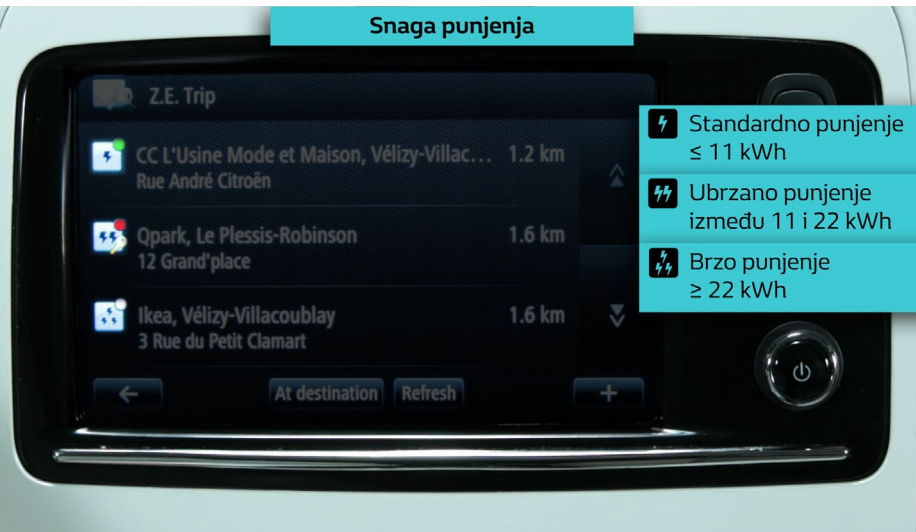 Snaga punjenja
Z.E. Trip
CC L'Usine Mode et Maison, Vélizy-Villac... 1.2 km
Rue André Citroën
Qpark, Le Plessis-Robinson 1.6 km
12 Grand'place
Ikea, Vélizy-Villacoublay 1.6 km
3 Rue du Petit Clamart
At destination Refresh
Standardno punjenje
≤ 11 kWh
Ubrzano punjenje
između 11 i 22 kWh
Brzo punjenje
≥ 22 kWh